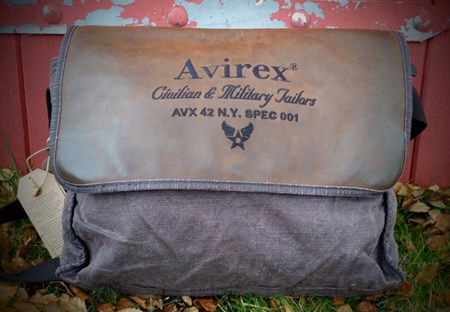 Avirex®
Civilian & Military Tailors
AVX 42 N.Y. SPEC 001